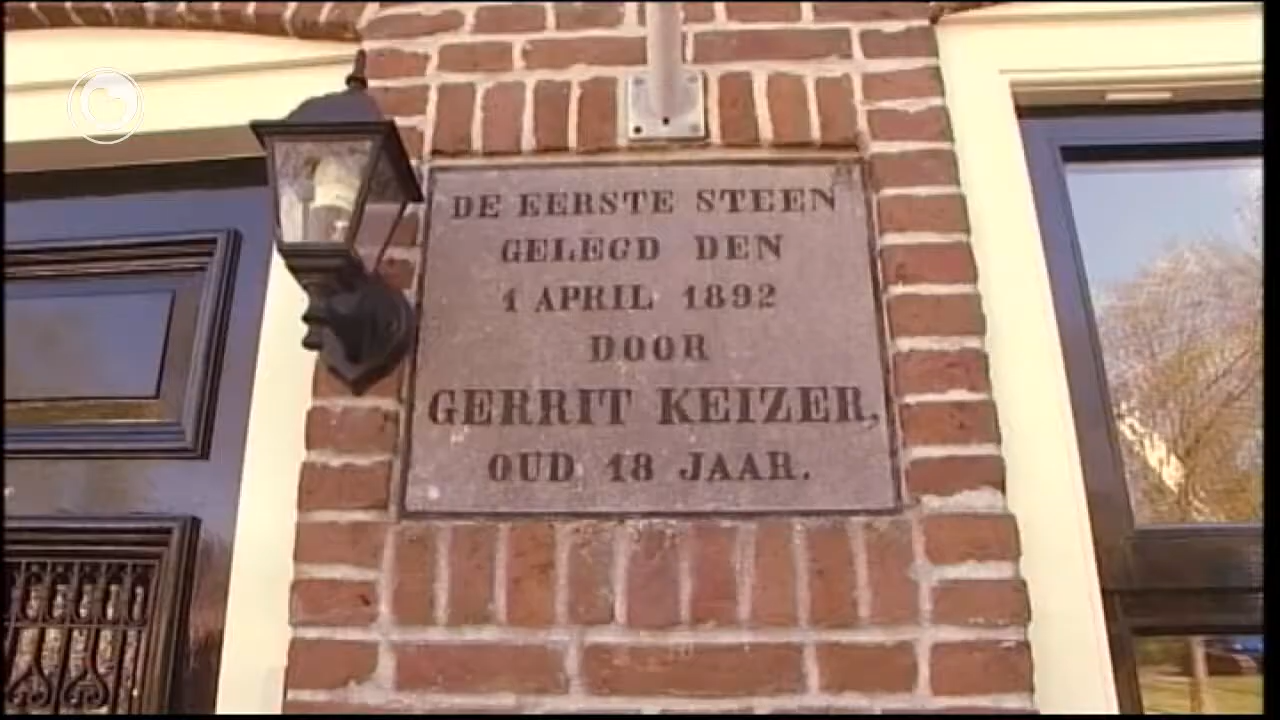 DE EERSTE STEEN
GELEGD DEN
1 APRIL 1892
DOOR
GERRIT KEIZER,
OUD 18 JAAR.